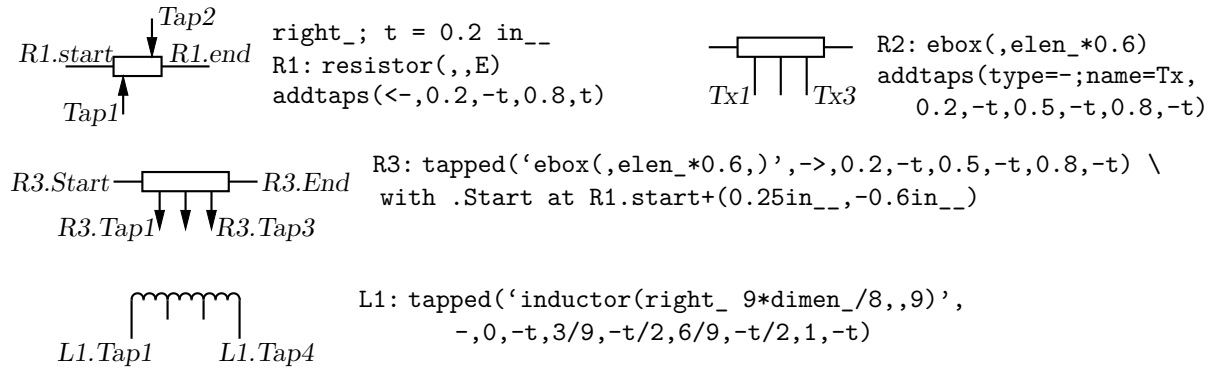 Tap2
R1.start
R1.end
Tap1
right_; t = 0.2 in__
R1: resistor(,,E)
addtaps(<-,0.2,-t,0.8,t)
Tx1
Tx3
R2: ebox(,elen_*0.6)
addtaps(type=-;name=Tx,
0.2,-t,0.5,-t,0.8,-t)
R3.Start
R3.End
R3.Tap1
R3.Tap3
R3: tapped(‘ebox(,elen_*0.6,)’,->,0.2,-t,0.5,-t,0.8,-t) \
with .Start at R1.start+(0.25in__,-0.6in__)
L1.Tap1
L1.Tap4
L1: tapped(‘inductor(right_ 9*dimen_/8,,9)’,
-,0,-t,3/9,-t/2,6/9,-t/2,1,-t)